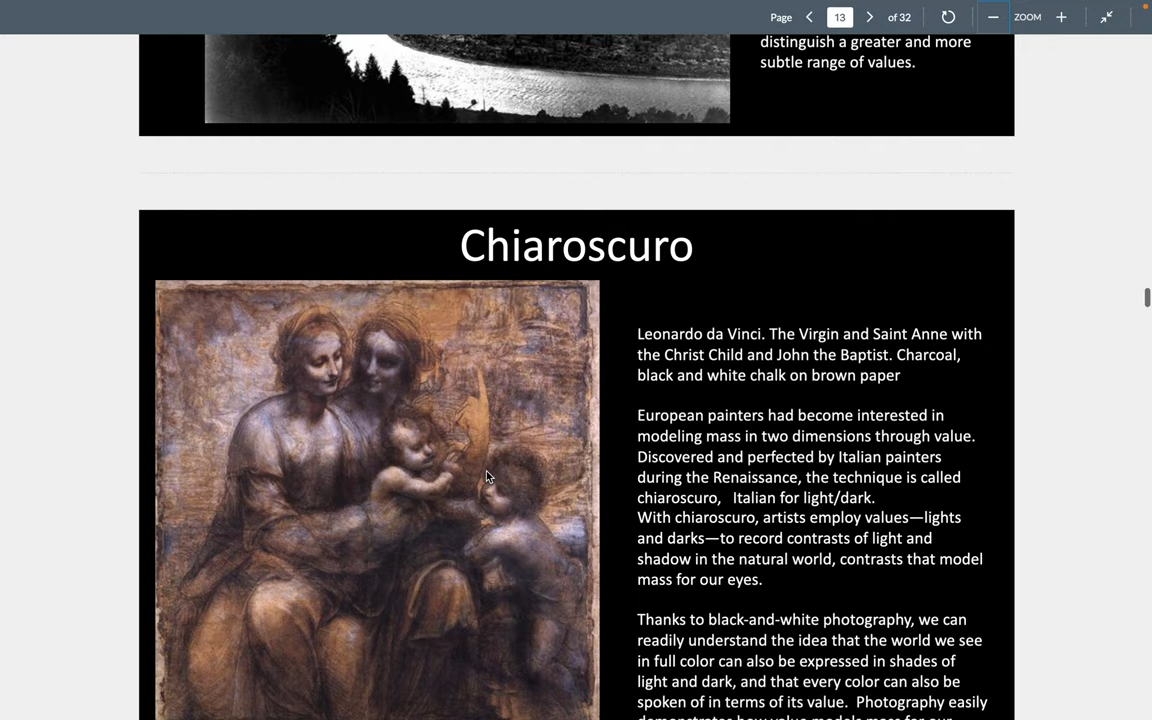 Page 13 of 32 ZOOM
distinguish a greater and more
subtle range of values.
Chiaroscuro
Leonardo da Vinci. The Virgin and Saint Anne with
the Christ Child and John the Baptist. Charcoal,
black and white chalk on brown paper
European painters had become interested in
modeling mass in two dimensions through value.
Discovered and perfected by Italian painters
during the Renaissance, the technique is called
chiaroscuro, Italian for light/dark.
With chiaroscuro, artists employ values—lights
and darks—to record contrasts of light and
shadow in the natural world, contrasts that model
mass for our eyes.
Thanks to black-and-white photography, we can
readily understand the idea that the world we see
in full color can also be expressed in shades of
light and dark, and that every color can also be
spoken of in terms of its value. Photography easily